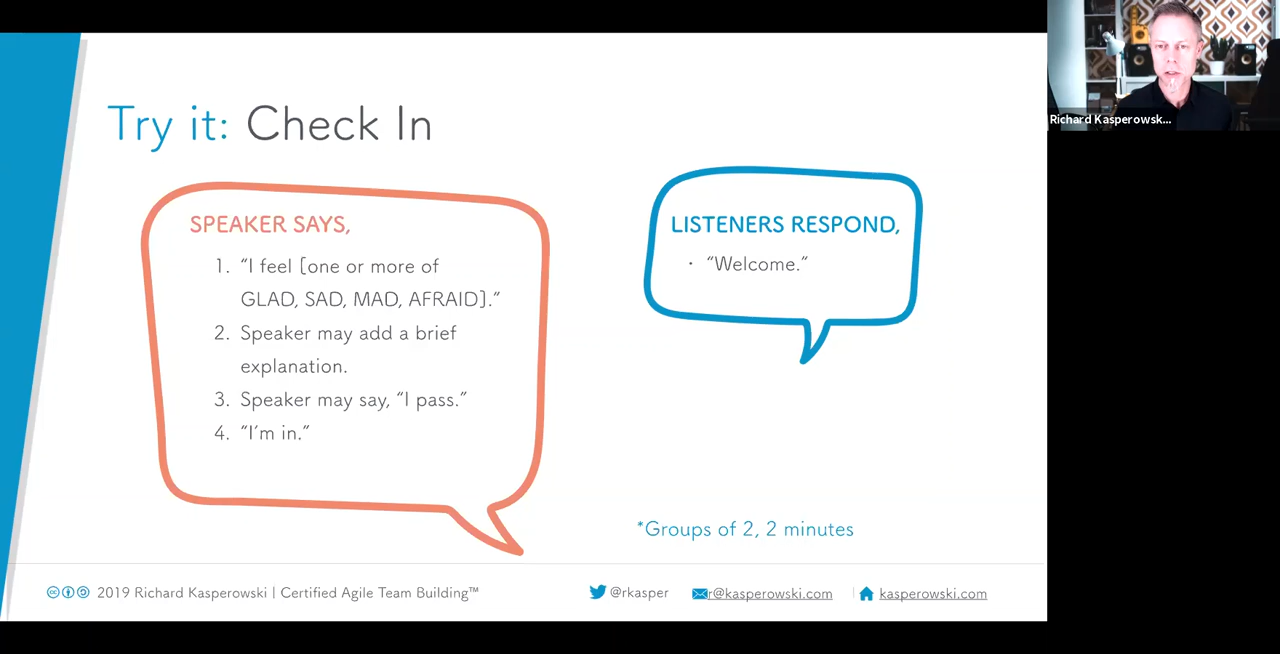 Try it: Check In
SPEAKER SAYS,
1. “I feel [one or more of
GLAD, SAD, MAD, AFRAID].”
2. Speaker may add a brief
explanation.
3. Speaker may say, “I pass.”
4. “I’m in.”
LISTENERS RESPOND,
· “Welcome.”
*Groups of 2, 2 minutes
2019 Richard Kasperowski | Certified Agile Team Building™
@rkasper
r@kasperowski.com
kasperowski.com
Richard Kasperowsk...